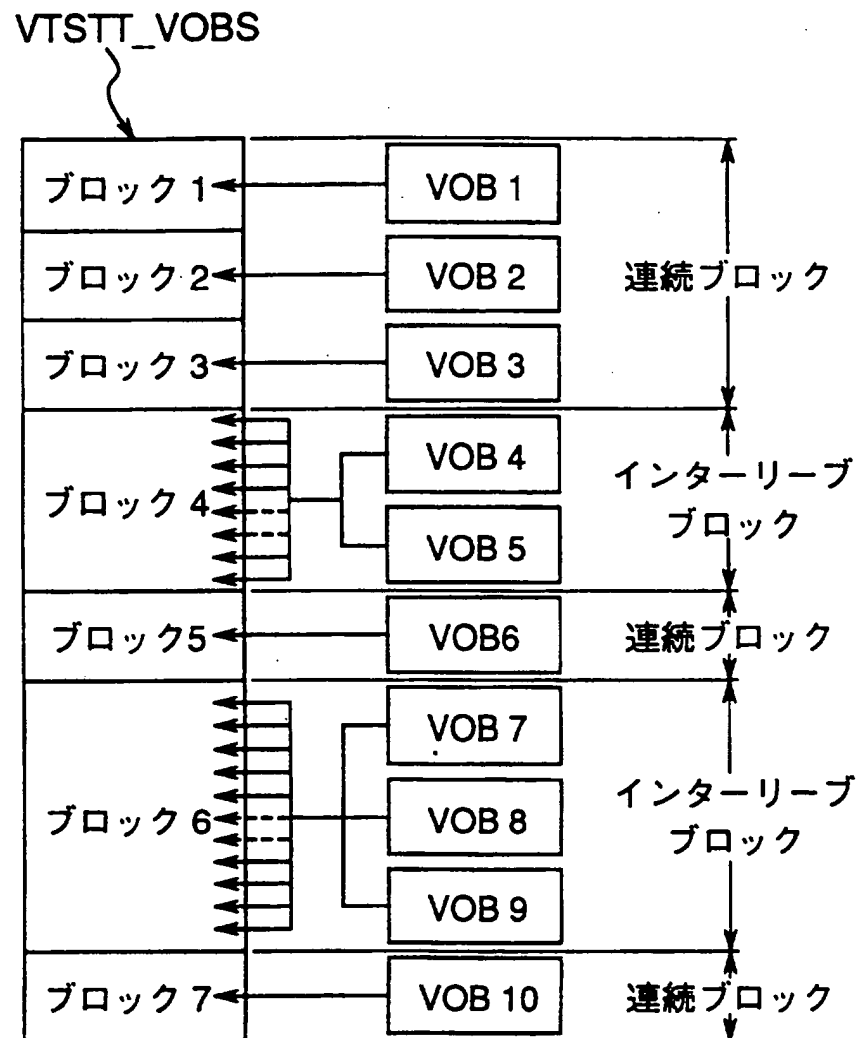 VTSTT_VOBS
ブロック 1
VOB 1
ブロック 2
VOB 2
連続ブロック
ブロック 3
VOB 3
ブロック 4
VOB 4
VOB 5
インターリーブ
ブロック
ブロック5
VOB6
連続ブロック
ブロック 6
VOB 7
VOB 8
VOB 9
インターリーブ
ブロック
ブロック 7
VOB 10
連続ブロック